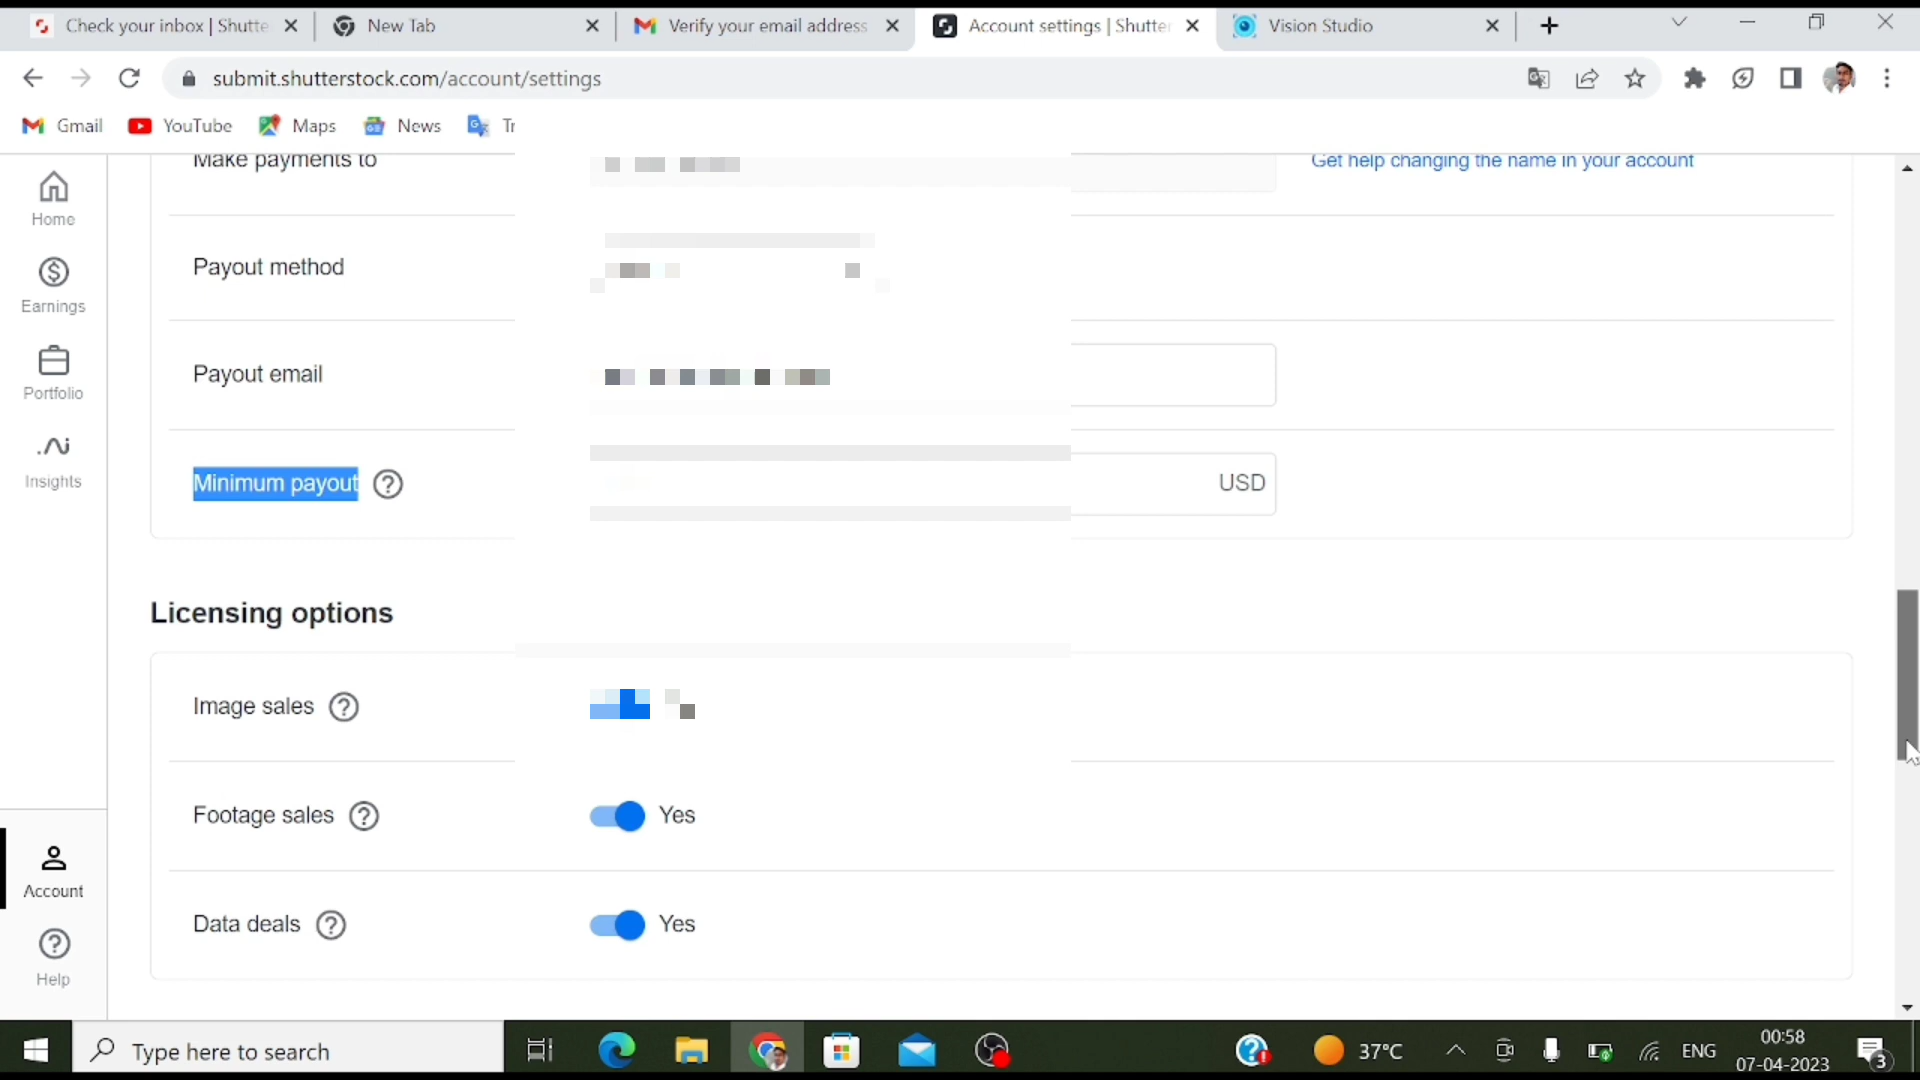 Check your inbox | Shutte
New Tab
Verify your email address
Account settings | Shutter
Vision Studio
submit.shutterstock.com/account/settings
Gmail
YouTube
Maps
News
Tr
Make payments to
Get help changing the name in your account
Home
Payout method
Earnings
Payout email
Portfolio
Minimum payout
USD
Insights
Licensing options
Image sales
Footage sales
Yes
Account
Data deals
Yes
Help
Type here to search
37°C
ENG
00:58
07-04-2023
3